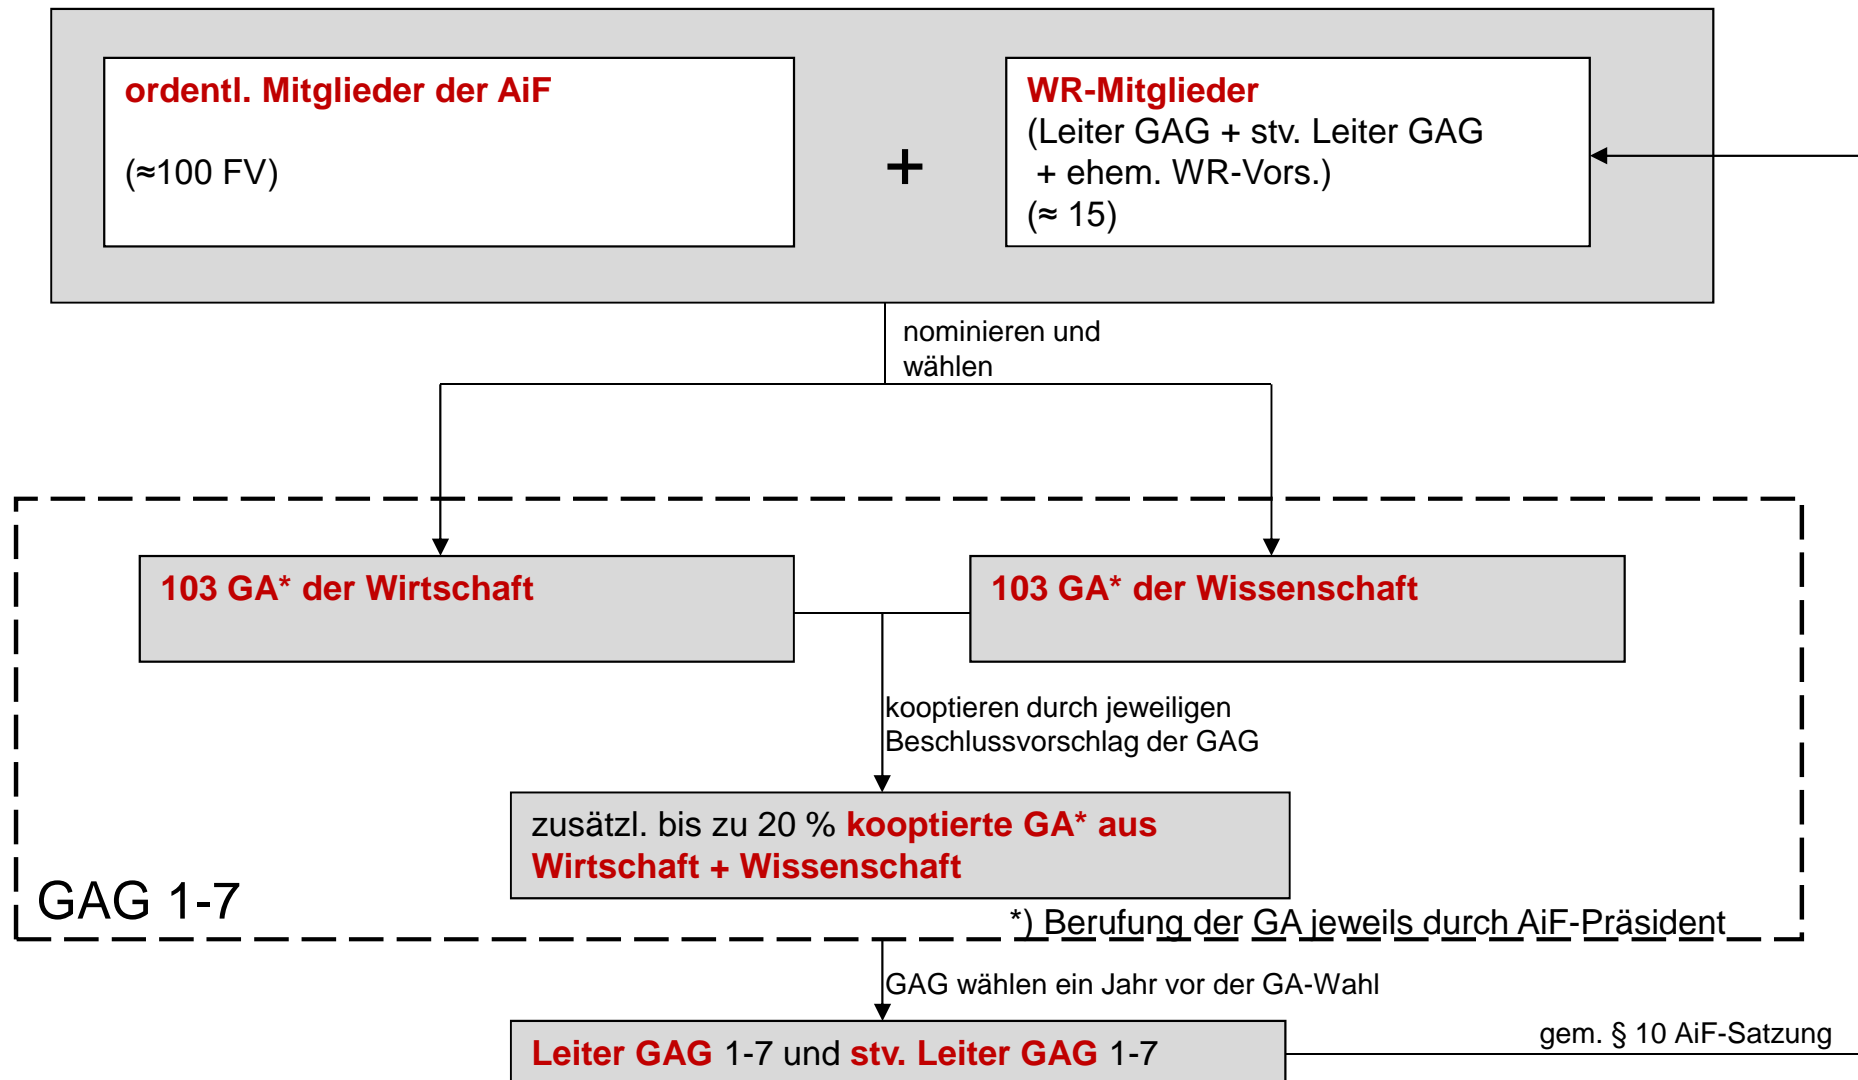 ordentl. Mitglieder der AiF
(≈100 FV)
+
WR-Mitglieder
(Leiter GAG + stv. Leiter GAG
+ ehem. WR-Vors.)
(≈ 15)
nominieren und
wählen
103 GA* der Wirtschaft
103 GA* der Wissenschaft
kooptieren durch jeweiligen
Beschlussvorschlag der GAG
zusätzl. bis zu 20 % kooptierte GA* aus
Wirtschaft + Wissenschaft
GAG 1-7
*) Berufung der GA jeweils durch AiF-Präsident
GAG wählen ein Jahr vor der GA-Wahl
Leiter GAG 1-7 und stv. Leiter GAG 1-7
gem. § 10 AiF-Satzung